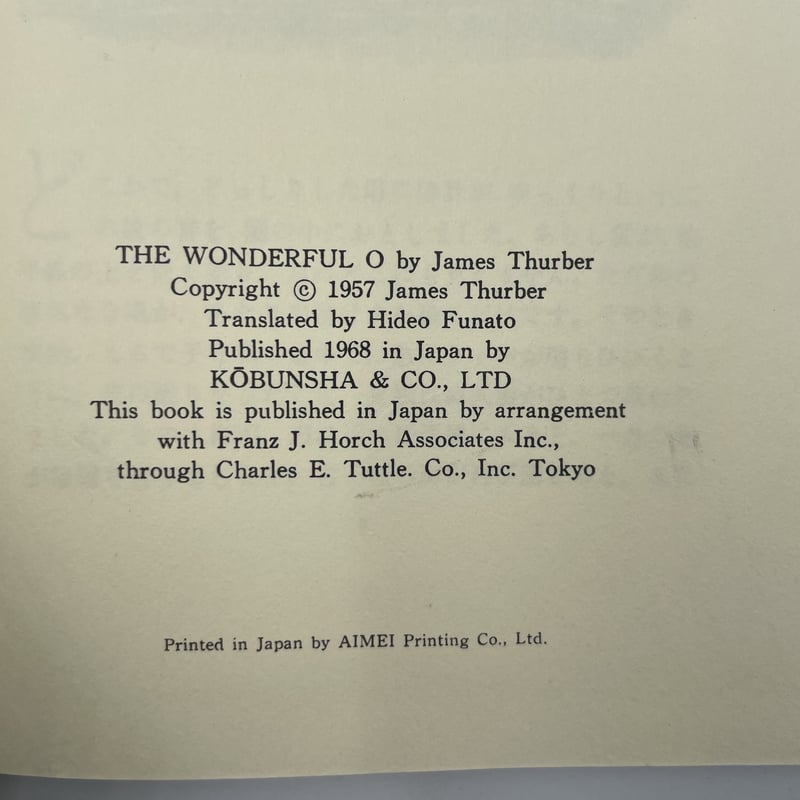 THE WONDERFUL O by James Thurber
Copyright © 1957 James Thurber
Translated by Hideo Funato
Published 1968 in Japan by
KŌBUNSHA & CO., LTD
This book is published in Japan by arrangement
with Franz J. Horch Associates Inc.,
through Charles E. Tuttle. Co., Inc. Tokyo
Printed in Japan by AIMEI Printing Co., Ltd.